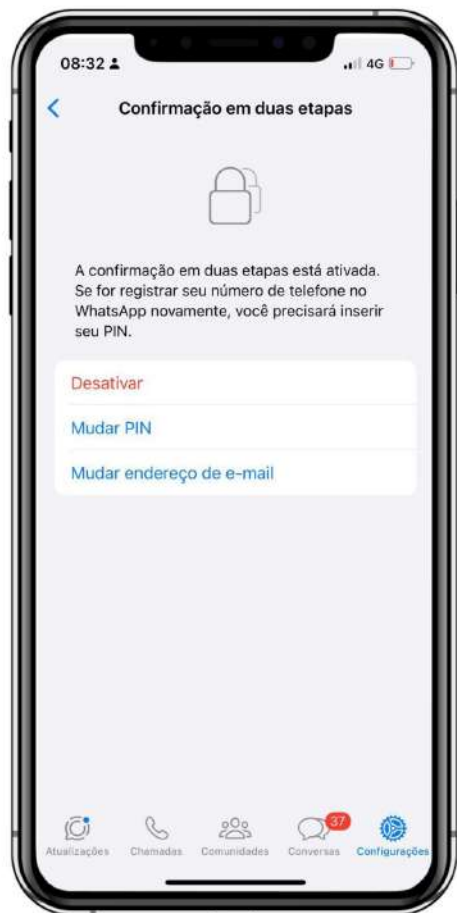 08:32
4G
Confirmação em duas etapas
A confirmação em duas etapas está ativada.
Se for registrar seu número de telefone no
WhatsApp novamente, você precisará inserir
seu PIN.
Desativar
Mudar PIN
Mudar endereço de e-mail
37
Atualizações Chamadas Comunidades Conversas Configurações